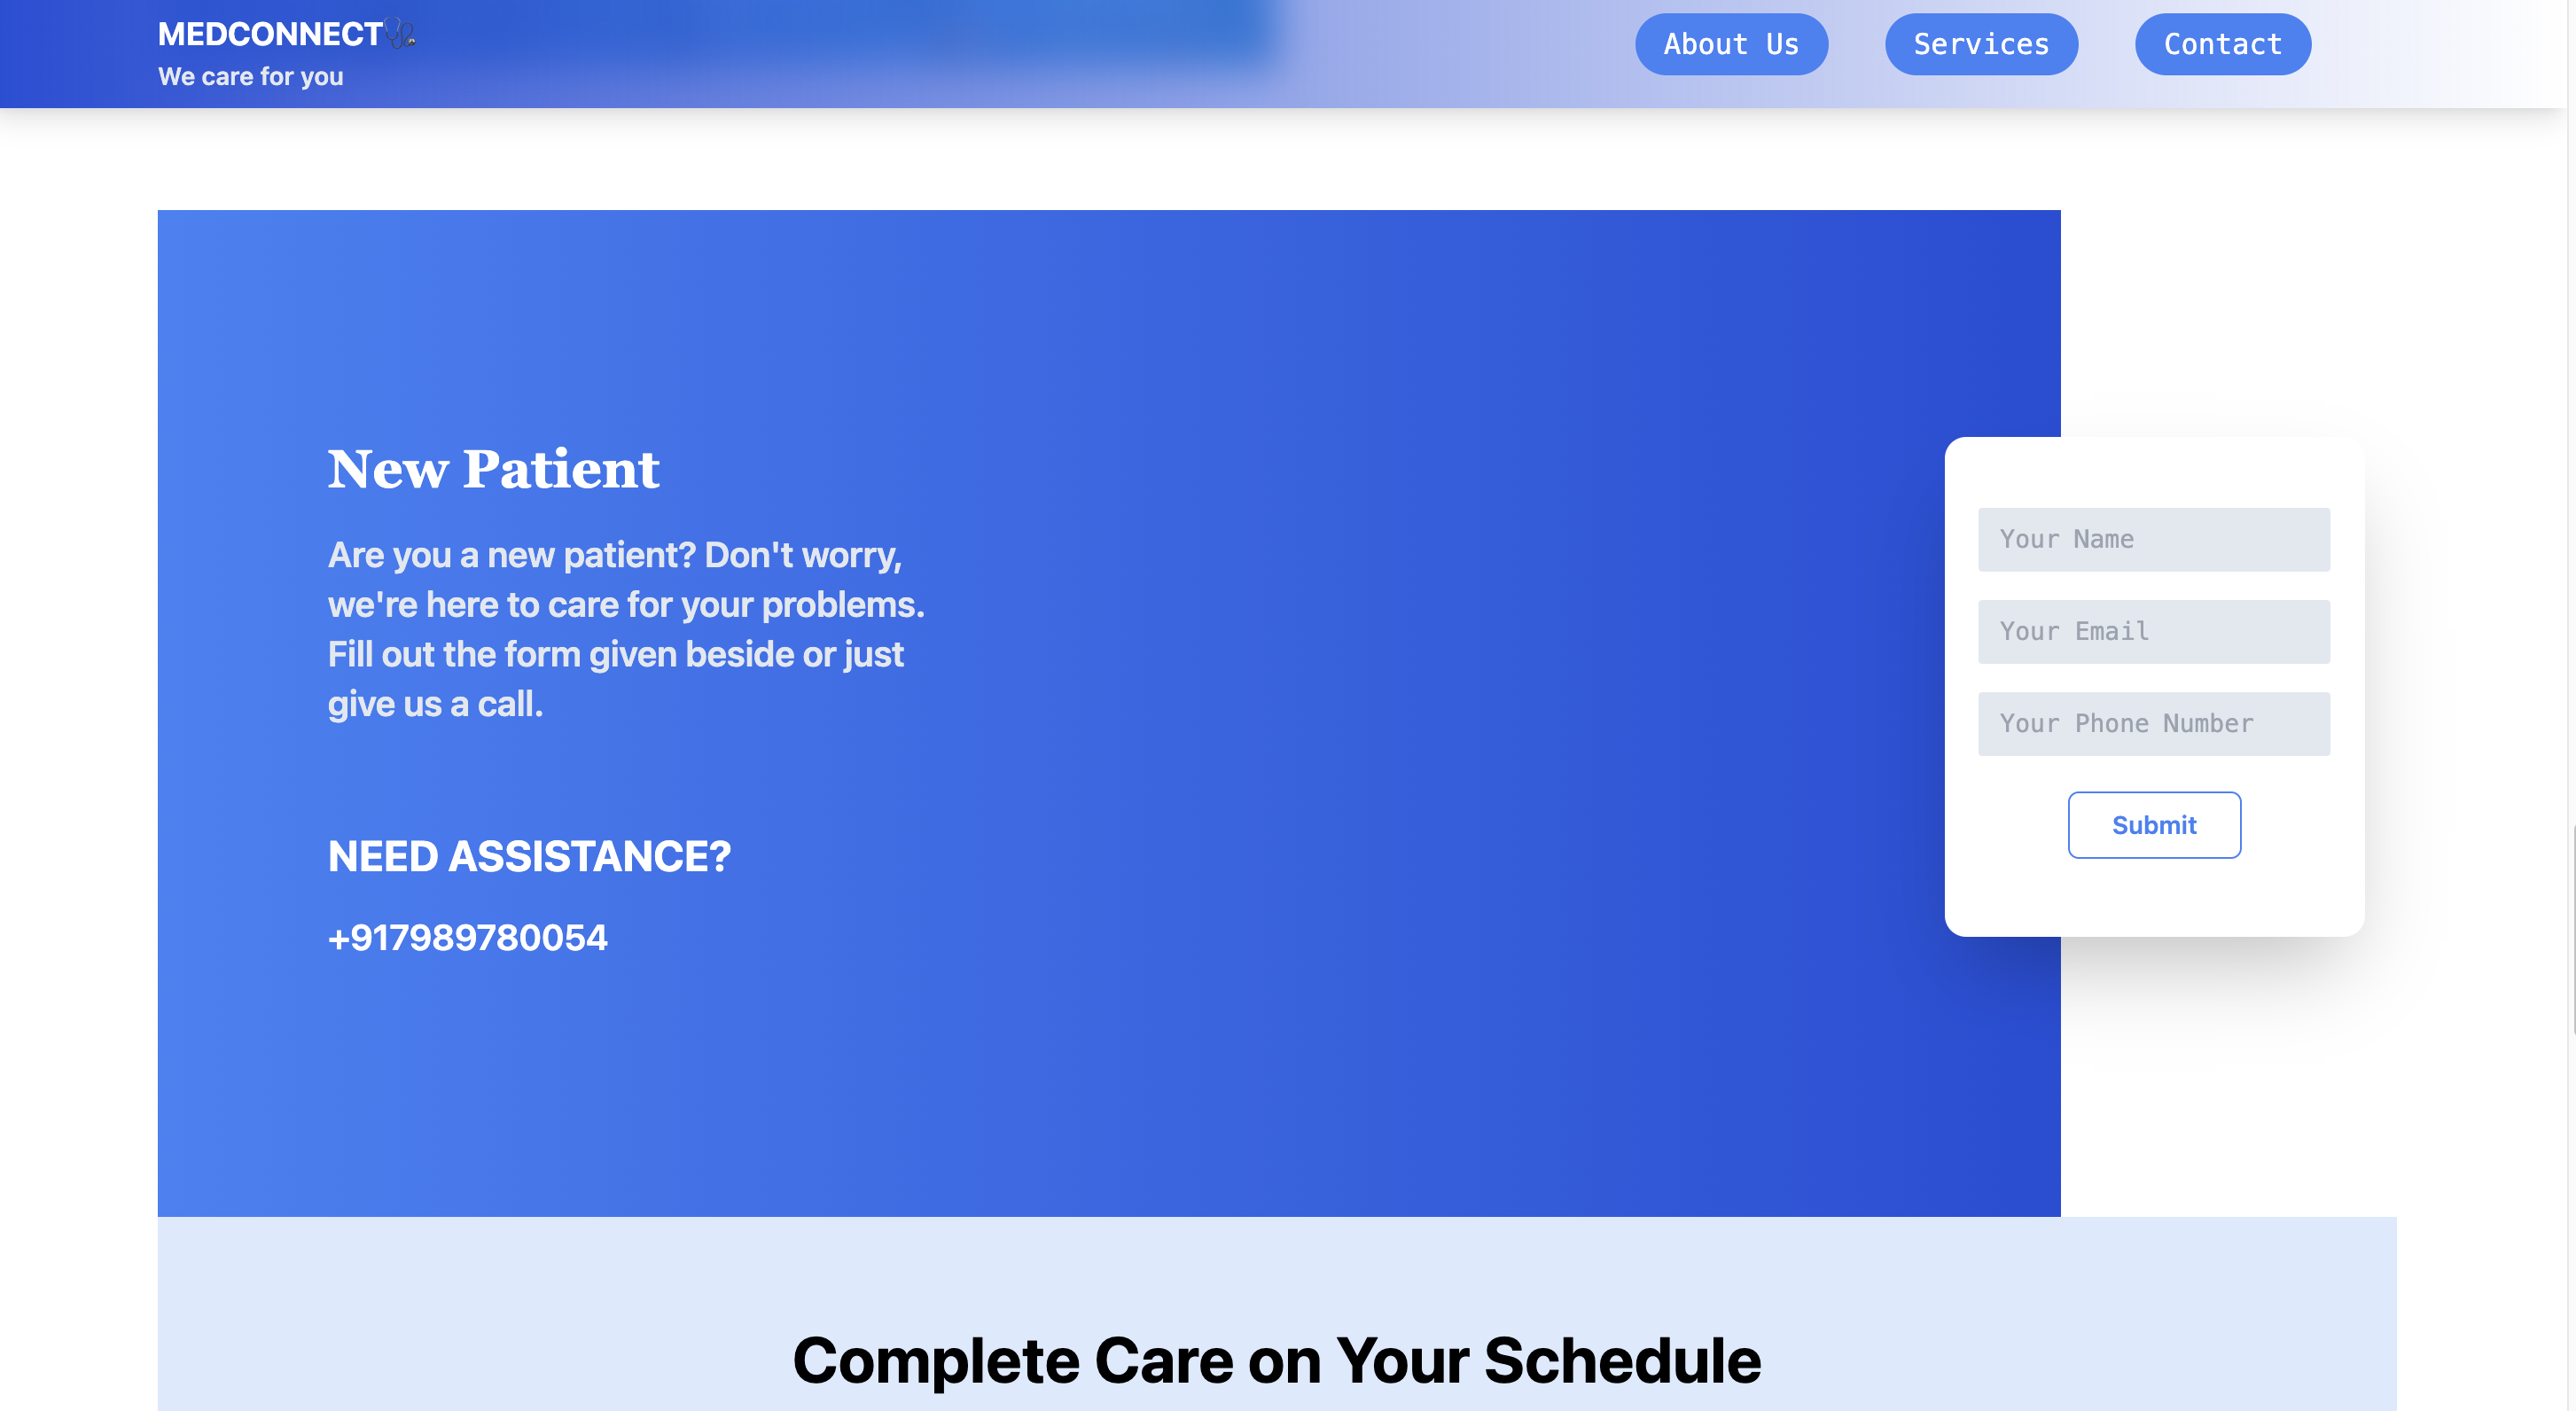 MEDCONNECT🩺
We care for you
About Us
Services
Contact
New Patient
Are you a new patient? Don't worry,
we're here to care for your problems.
Fill out the form given beside or just
give us a call.
NEED ASSISTANCE?
+917989780054
Your Name
Your Email
Your Phone Number
Submit
Complete Care on Your Schedule